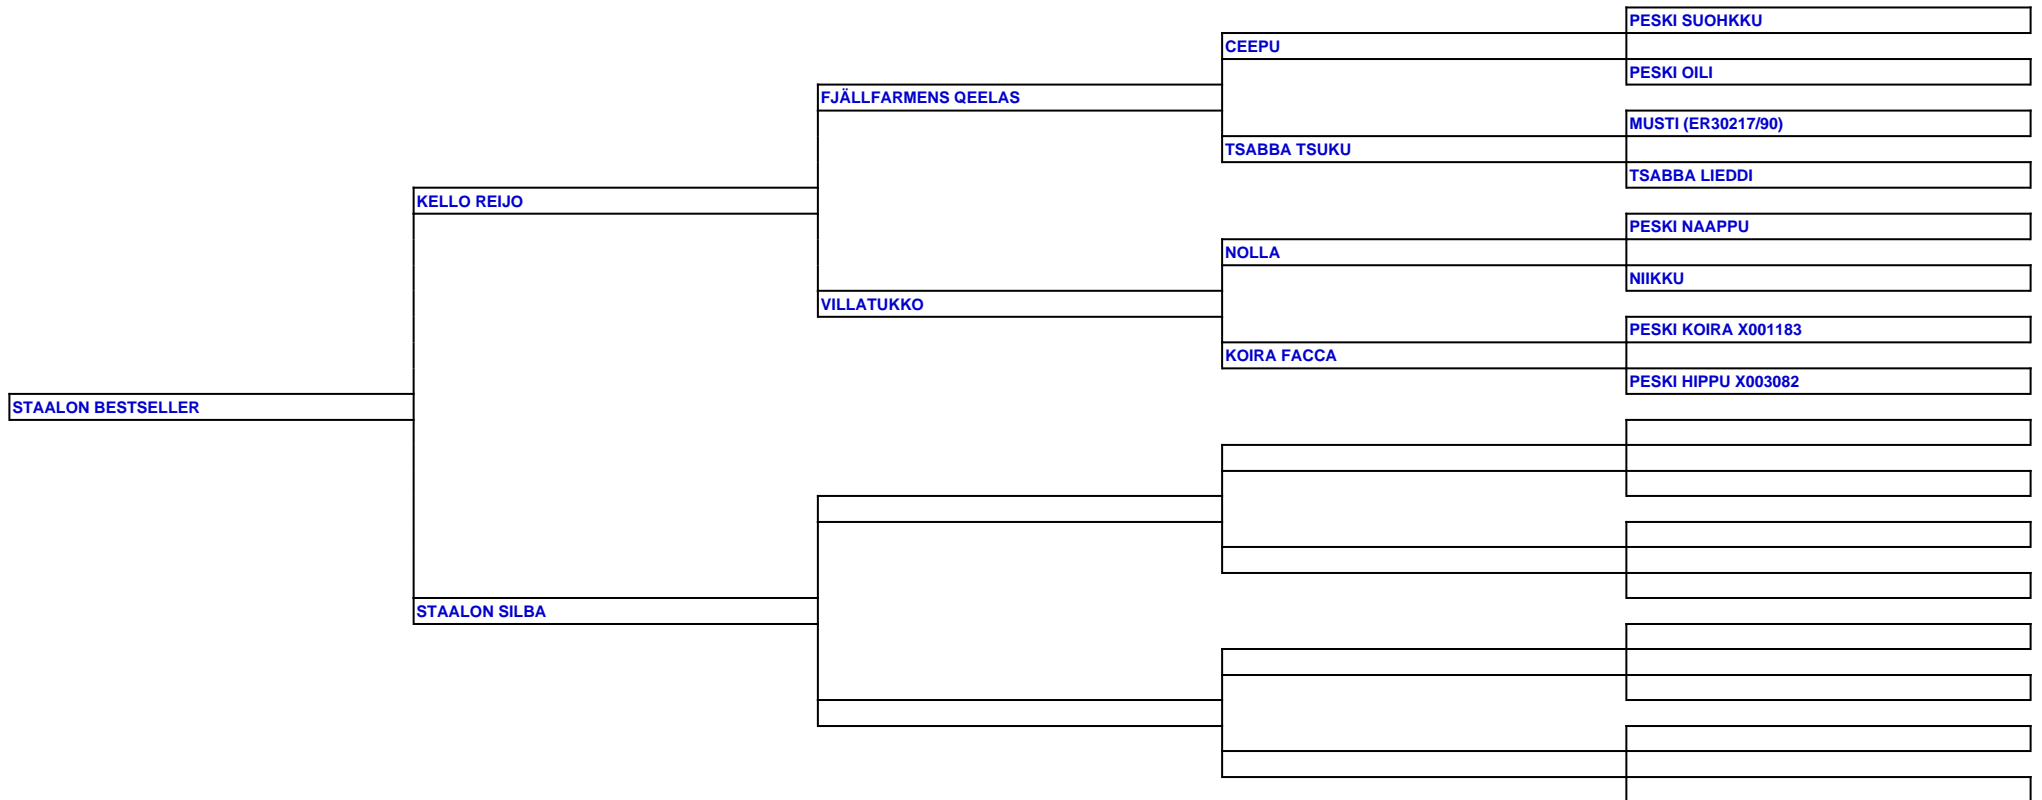 PESKI SUOHKKU
CEEPU
PESKI OILI
FJÄLLFARMENS QEELAS
MUSTI (ER30217/90)
TSABBA TSUKU
TSABBA LIEDDI
KELLO REIJO
PESKI NAAPPU
NOLLA
NIIKKU
VILLATUKKO
PESKI KOIRA X001183
KOIRA FACCA
PESKI HIPPU X003082
STAALON BESTSELLER
STAALON SILBA